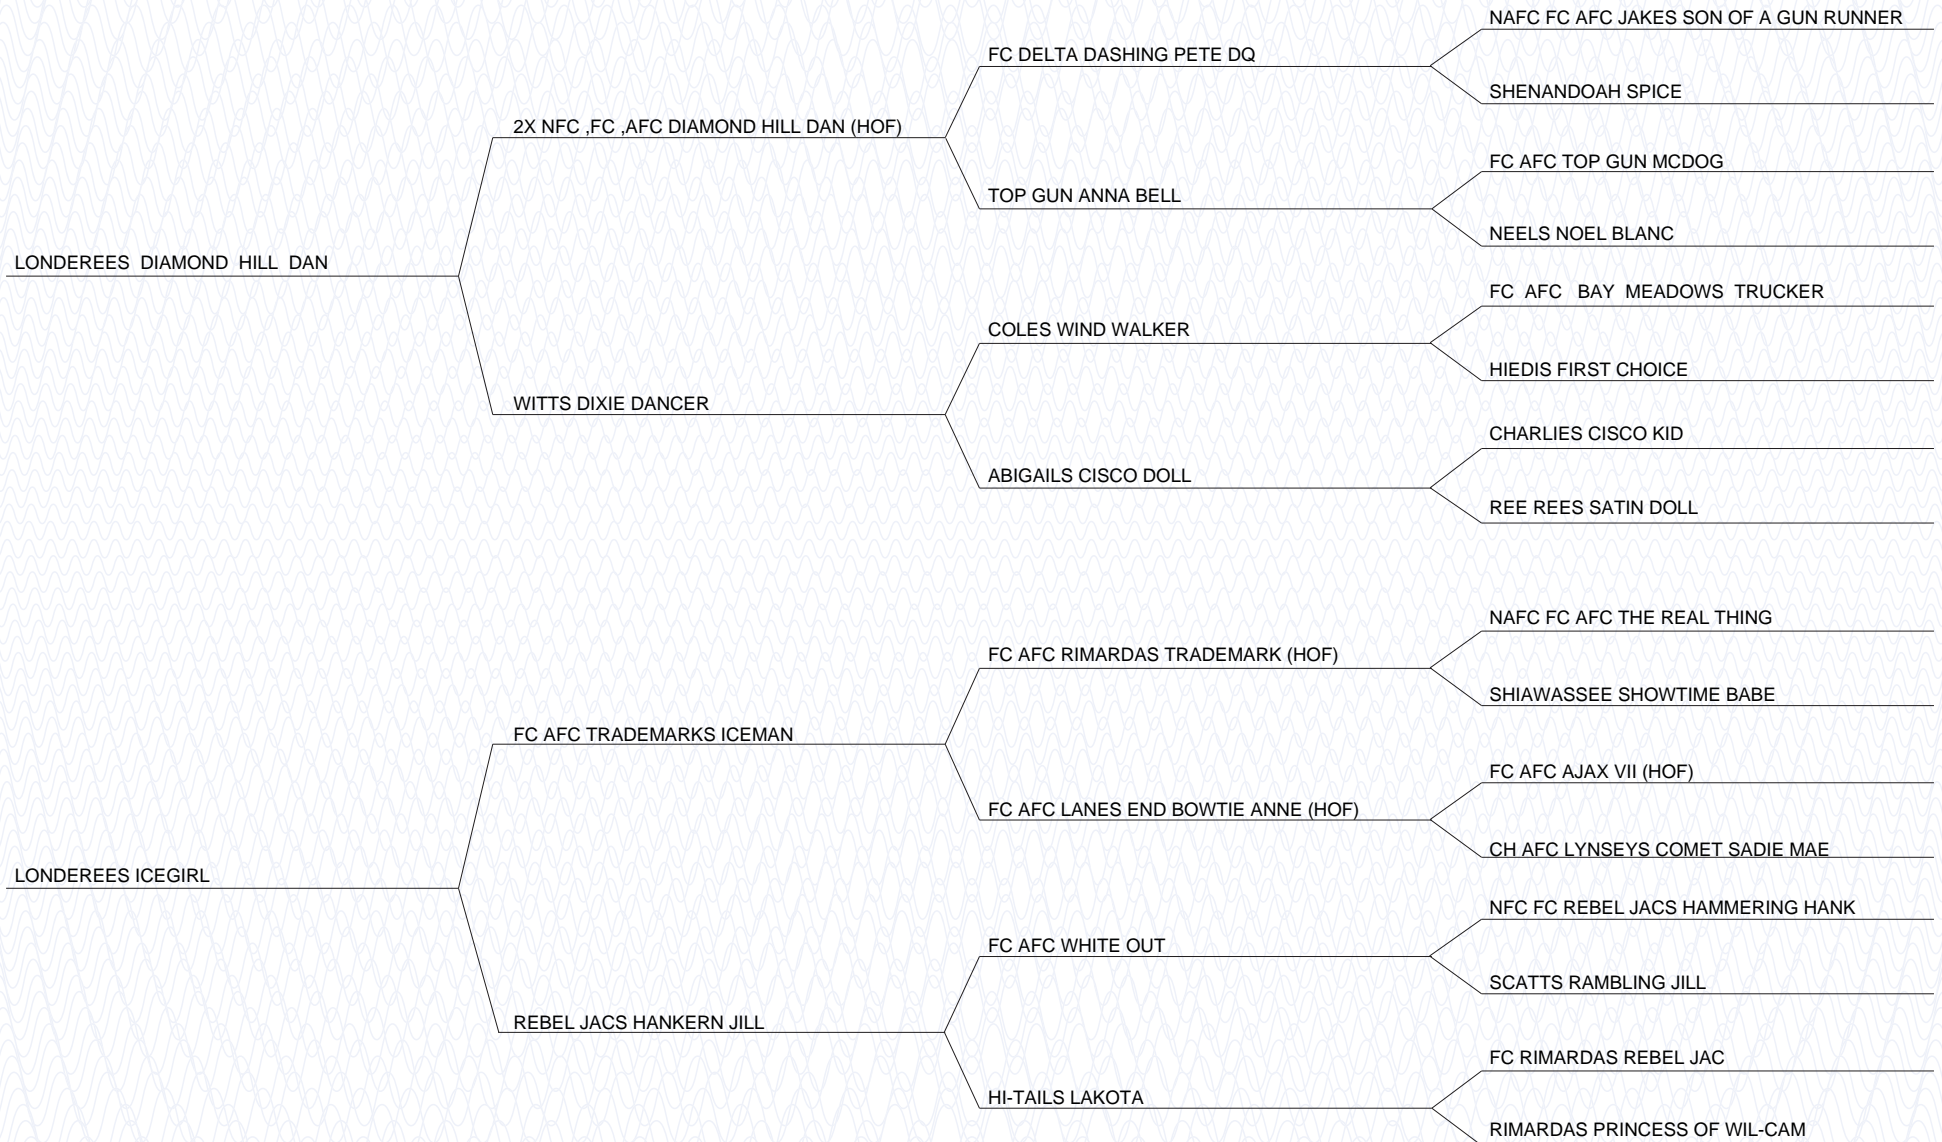 NAFC FC AFC JAKES SON OF A GUN RUNNER
FC DELTA DASHING PETE DQ
SHENANDOAH SPICE
2X NFC ,FC ,AFC DIAMOND HILL DAN (HOF)
FC AFC TOP GUN MCDOG
TOP GUN ANNA BELL
NEELS NOEL BLANC
LONDEREES DIAMOND HILL DAN
FC AFC BAY MEADOWS TRUCKER
COLES WIND WALKER
HIEDIS FIRST CHOICE
WITTS DIXIE DANCER
CHARLIES CISCO KID
ABIGAILS CISCO DOLL
REE REES SATIN DOLL
NAFC FC AFC THE REAL THING
FC AFC RIMARDAS TRADEMARK (HOF)
SHIAWASSEE SHOWTIME BABE
FC AFC TRADEMARKS ICEMAN
FC AFC AJAX VII (HOF)
FC AFC LANES END BOWTIE ANNE (HOF)
CH AFC LYNSEYS COMET SADIE MAE
LONDEREES ICEGIRL
NFC FC REBEL JACS HAMMERING HANK
FC AFC WHITE OUT
SCATTS RAMBLING JILL
REBEL JACS HANKERN JILL
FC RIMARDAS REBEL JAC
HI-TAILS LAKOTA
RIMARDAS PRINCESS OF WIL-CAM